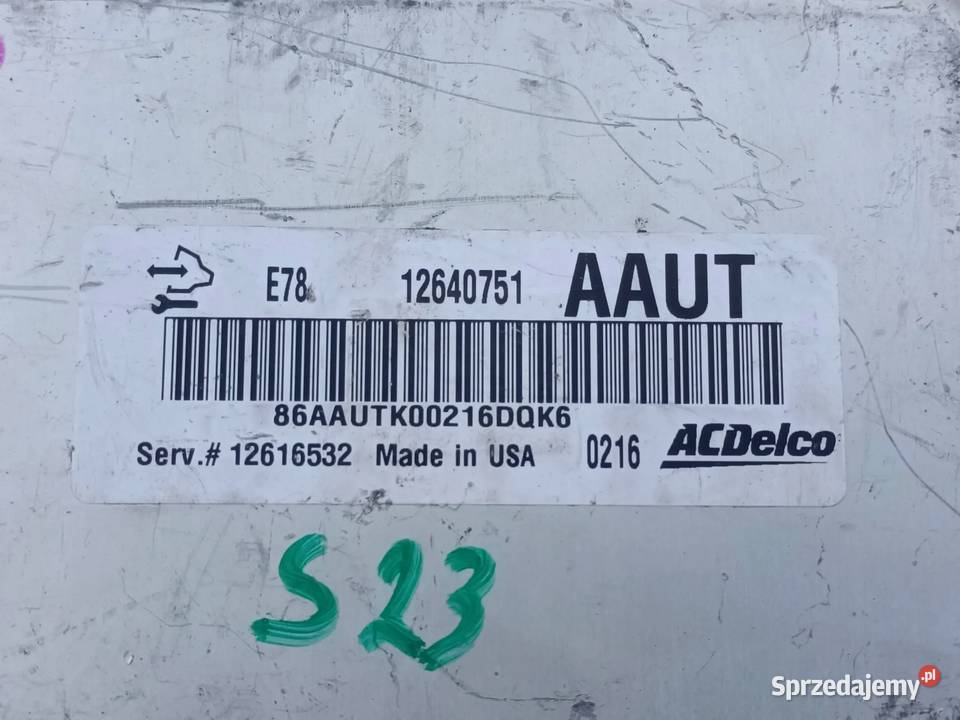 E78 12640751 AAUT
86AAUTK00216DQK6
Serv.# 12616532 Made in USA 0216 ACDelco
S23
Sprzedajemy.pl